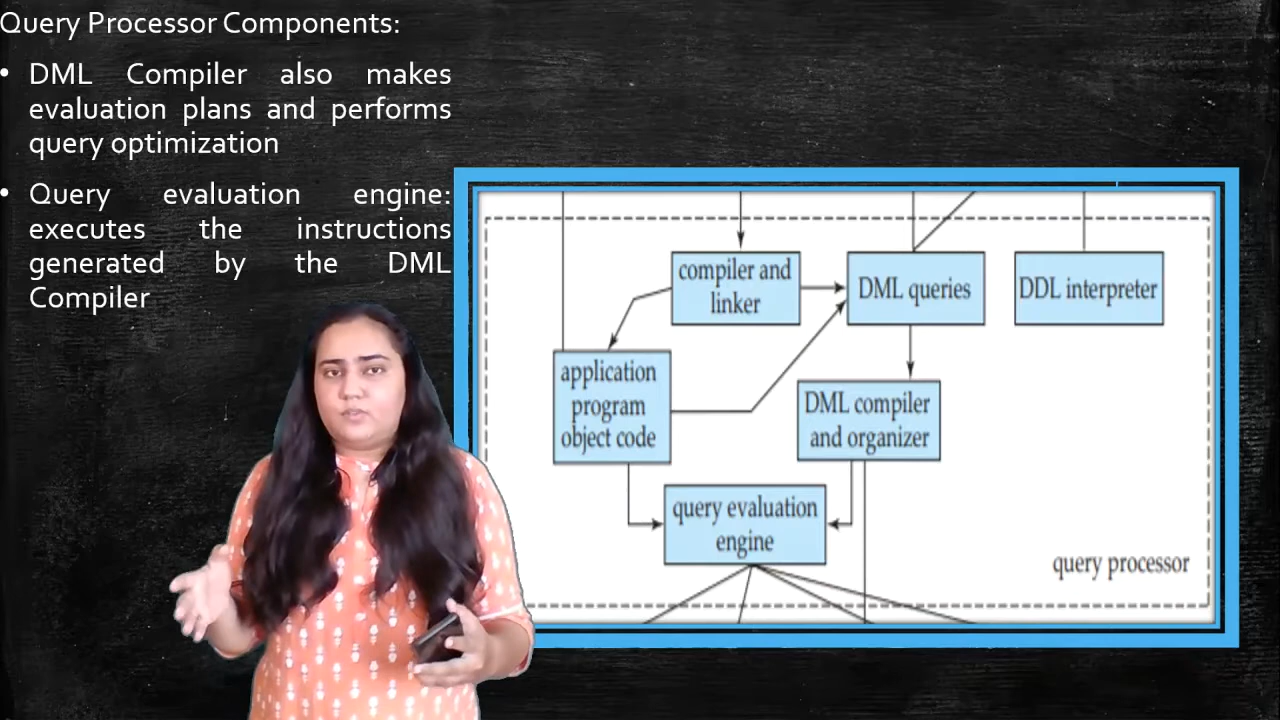 Query Processor Components:
• DML Compiler also makes
evaluation plans and performs
query optimization
• Query evaluation engine:
executes the instructions
generated by the DML
Compiler
compiler and
linker
DML queries
DDL interpreter
application
program
object code
DML compiler
and organizer
query evaluation
engine
query processor